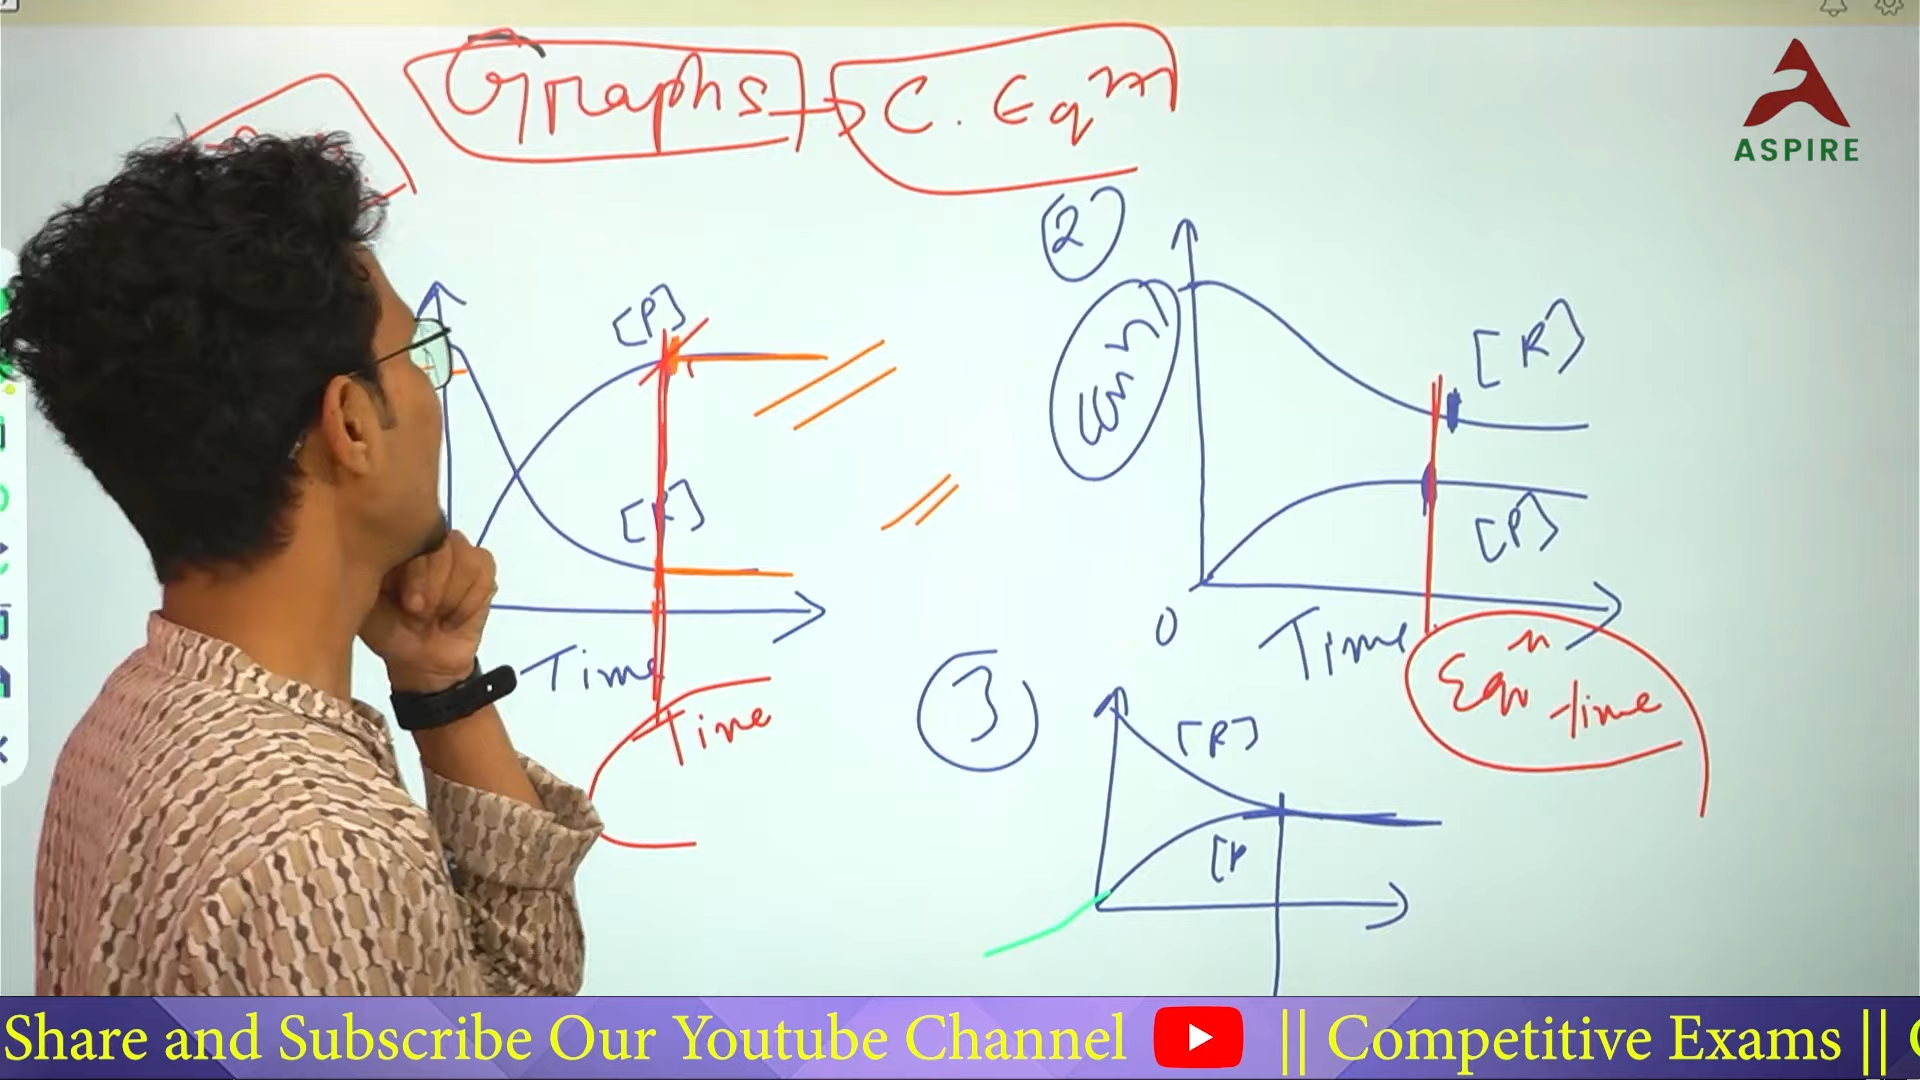 Graphs → C. Eqm
ASPIRE
2
[P]
Conn
[R]
[R]
[P]
0
Time
Time
Time
Eqn time
3
[R]
[P
Share and Subscribe Our Youtube Channel || Competitive Exams ||